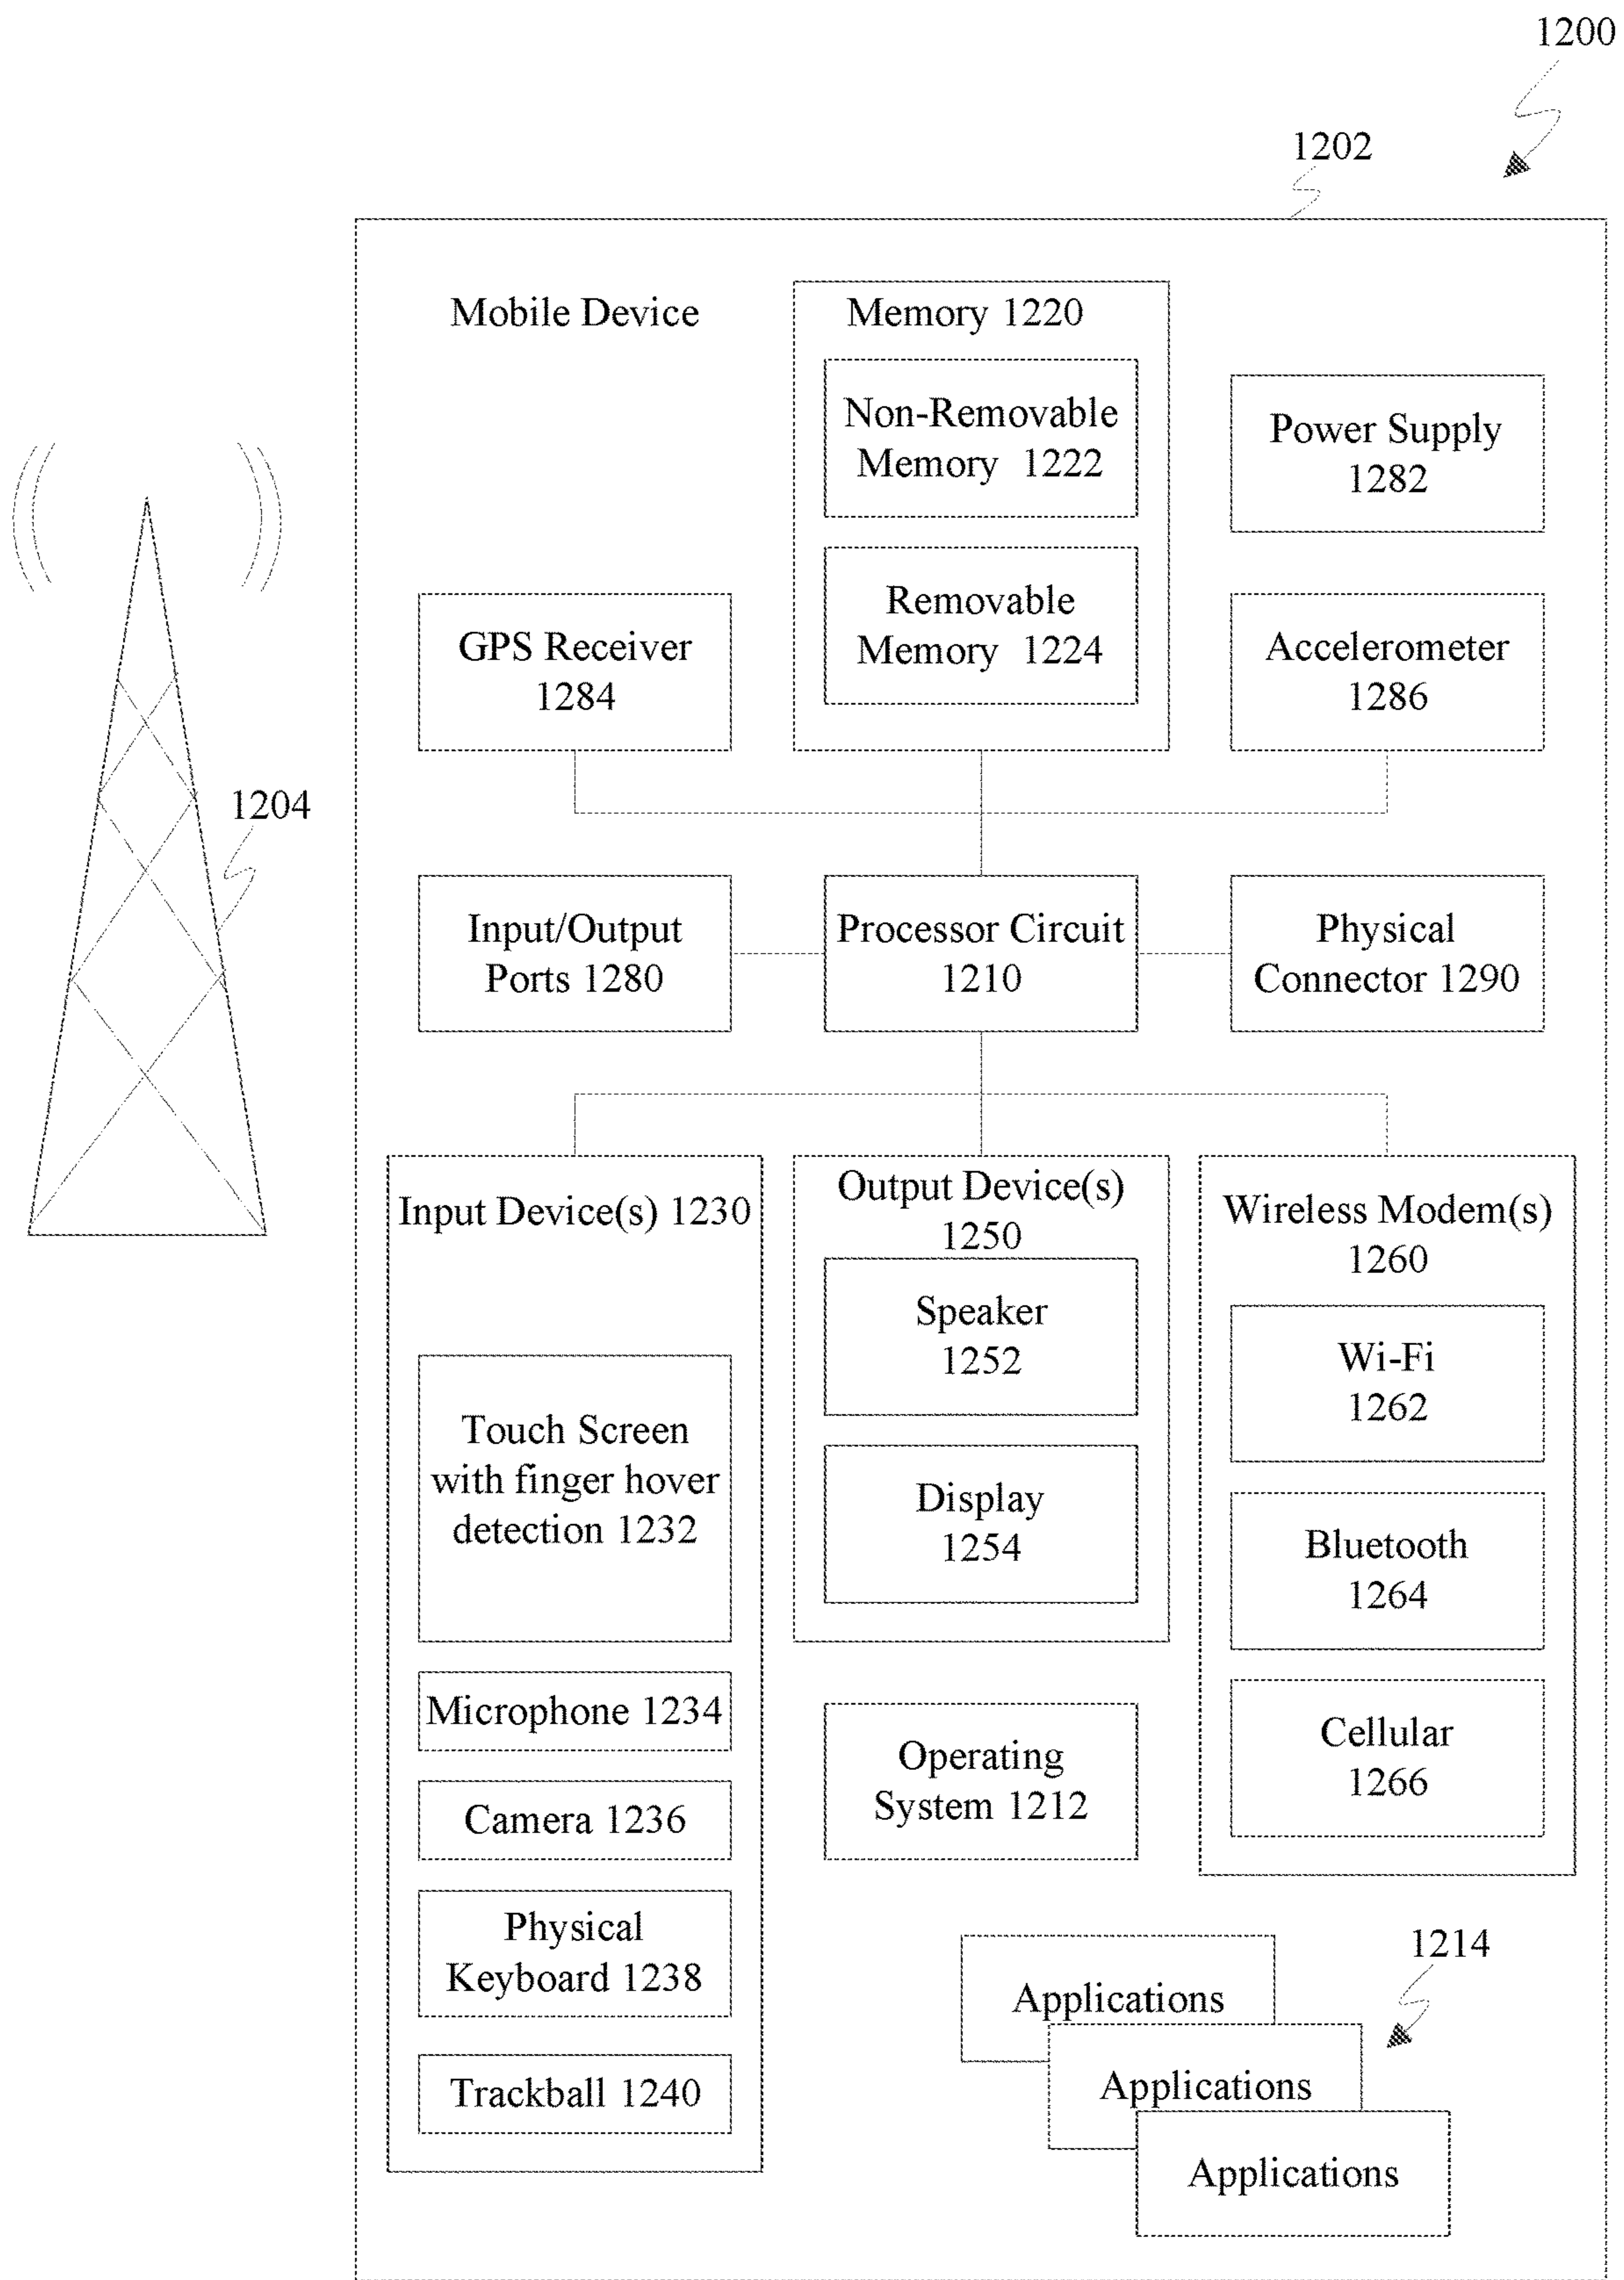 1200
1202
Mobile Device
Memory 1220
Non-Removable
Memory 1222
Power Supply
1282
Removable
Memory 1224
GPS Receiver
1284
Accelerometer
1286
1204
Input/Output
Ports 1280
Processor Circuit
1210
Physical
Connector 1290
Input Device(s) 1230
Touch Screen
with finger hover
detection 1232
Microphone 1234
Camera 1236
Physical
Keyboard 1238
Trackball 1240
Output Device(s)
1250
Speaker
1252
Display
1254
Operating
System 1212
Wireless Modem(s)
1260
Wi-Fi
1262
Bluetooth
1264
Cellular
1266
1214
Applications
Applications
Applications